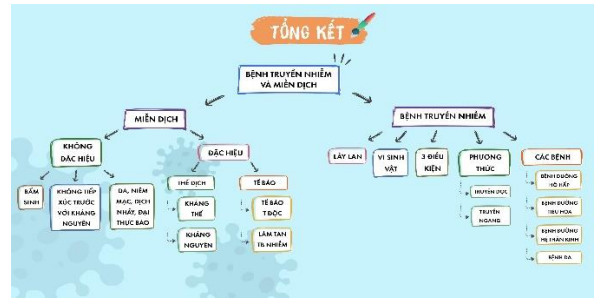 TỔNG KẾT
BỆNH TRUYỀN NHIỄM
VÀ MIỄN DỊCH
MIỄN DỊCH
BỆNH TRUYỀN NHIỄM
KHÔNG
ĐẶC HIỆU
ĐẶC HIỆU
LÂY LAN
VI SINH
VẬT
3 ĐIỀU
KIỆN
PHƯƠNG
THỨC
CÁC BỆNH
BẨM
SINH
KHÔNG TIẾP
XÚC TRƯỚC
VỚI KHÁNG
NGUYÊN
DA, NIÊM
MẠC, DỊCH
NHẦY, ĐẠI
THỰC BÀO
THỂ DỊCH
KHÁNG
THỂ
KHÁNG
NGUYÊN
TẾ BÀO
TẾ BÀO
T ĐỘC
LÀM TAN
TB NHIỄM
TRUYỀN DỌC
TRUYỀN
NGANG
BỆNH ĐƯỜNG
HÔ HẤP
BỆNH ĐƯỜNG
TIÊU HÓA
BỆNH ĐƯỜNG
HỆ THẦN KINH
BỆNH DA